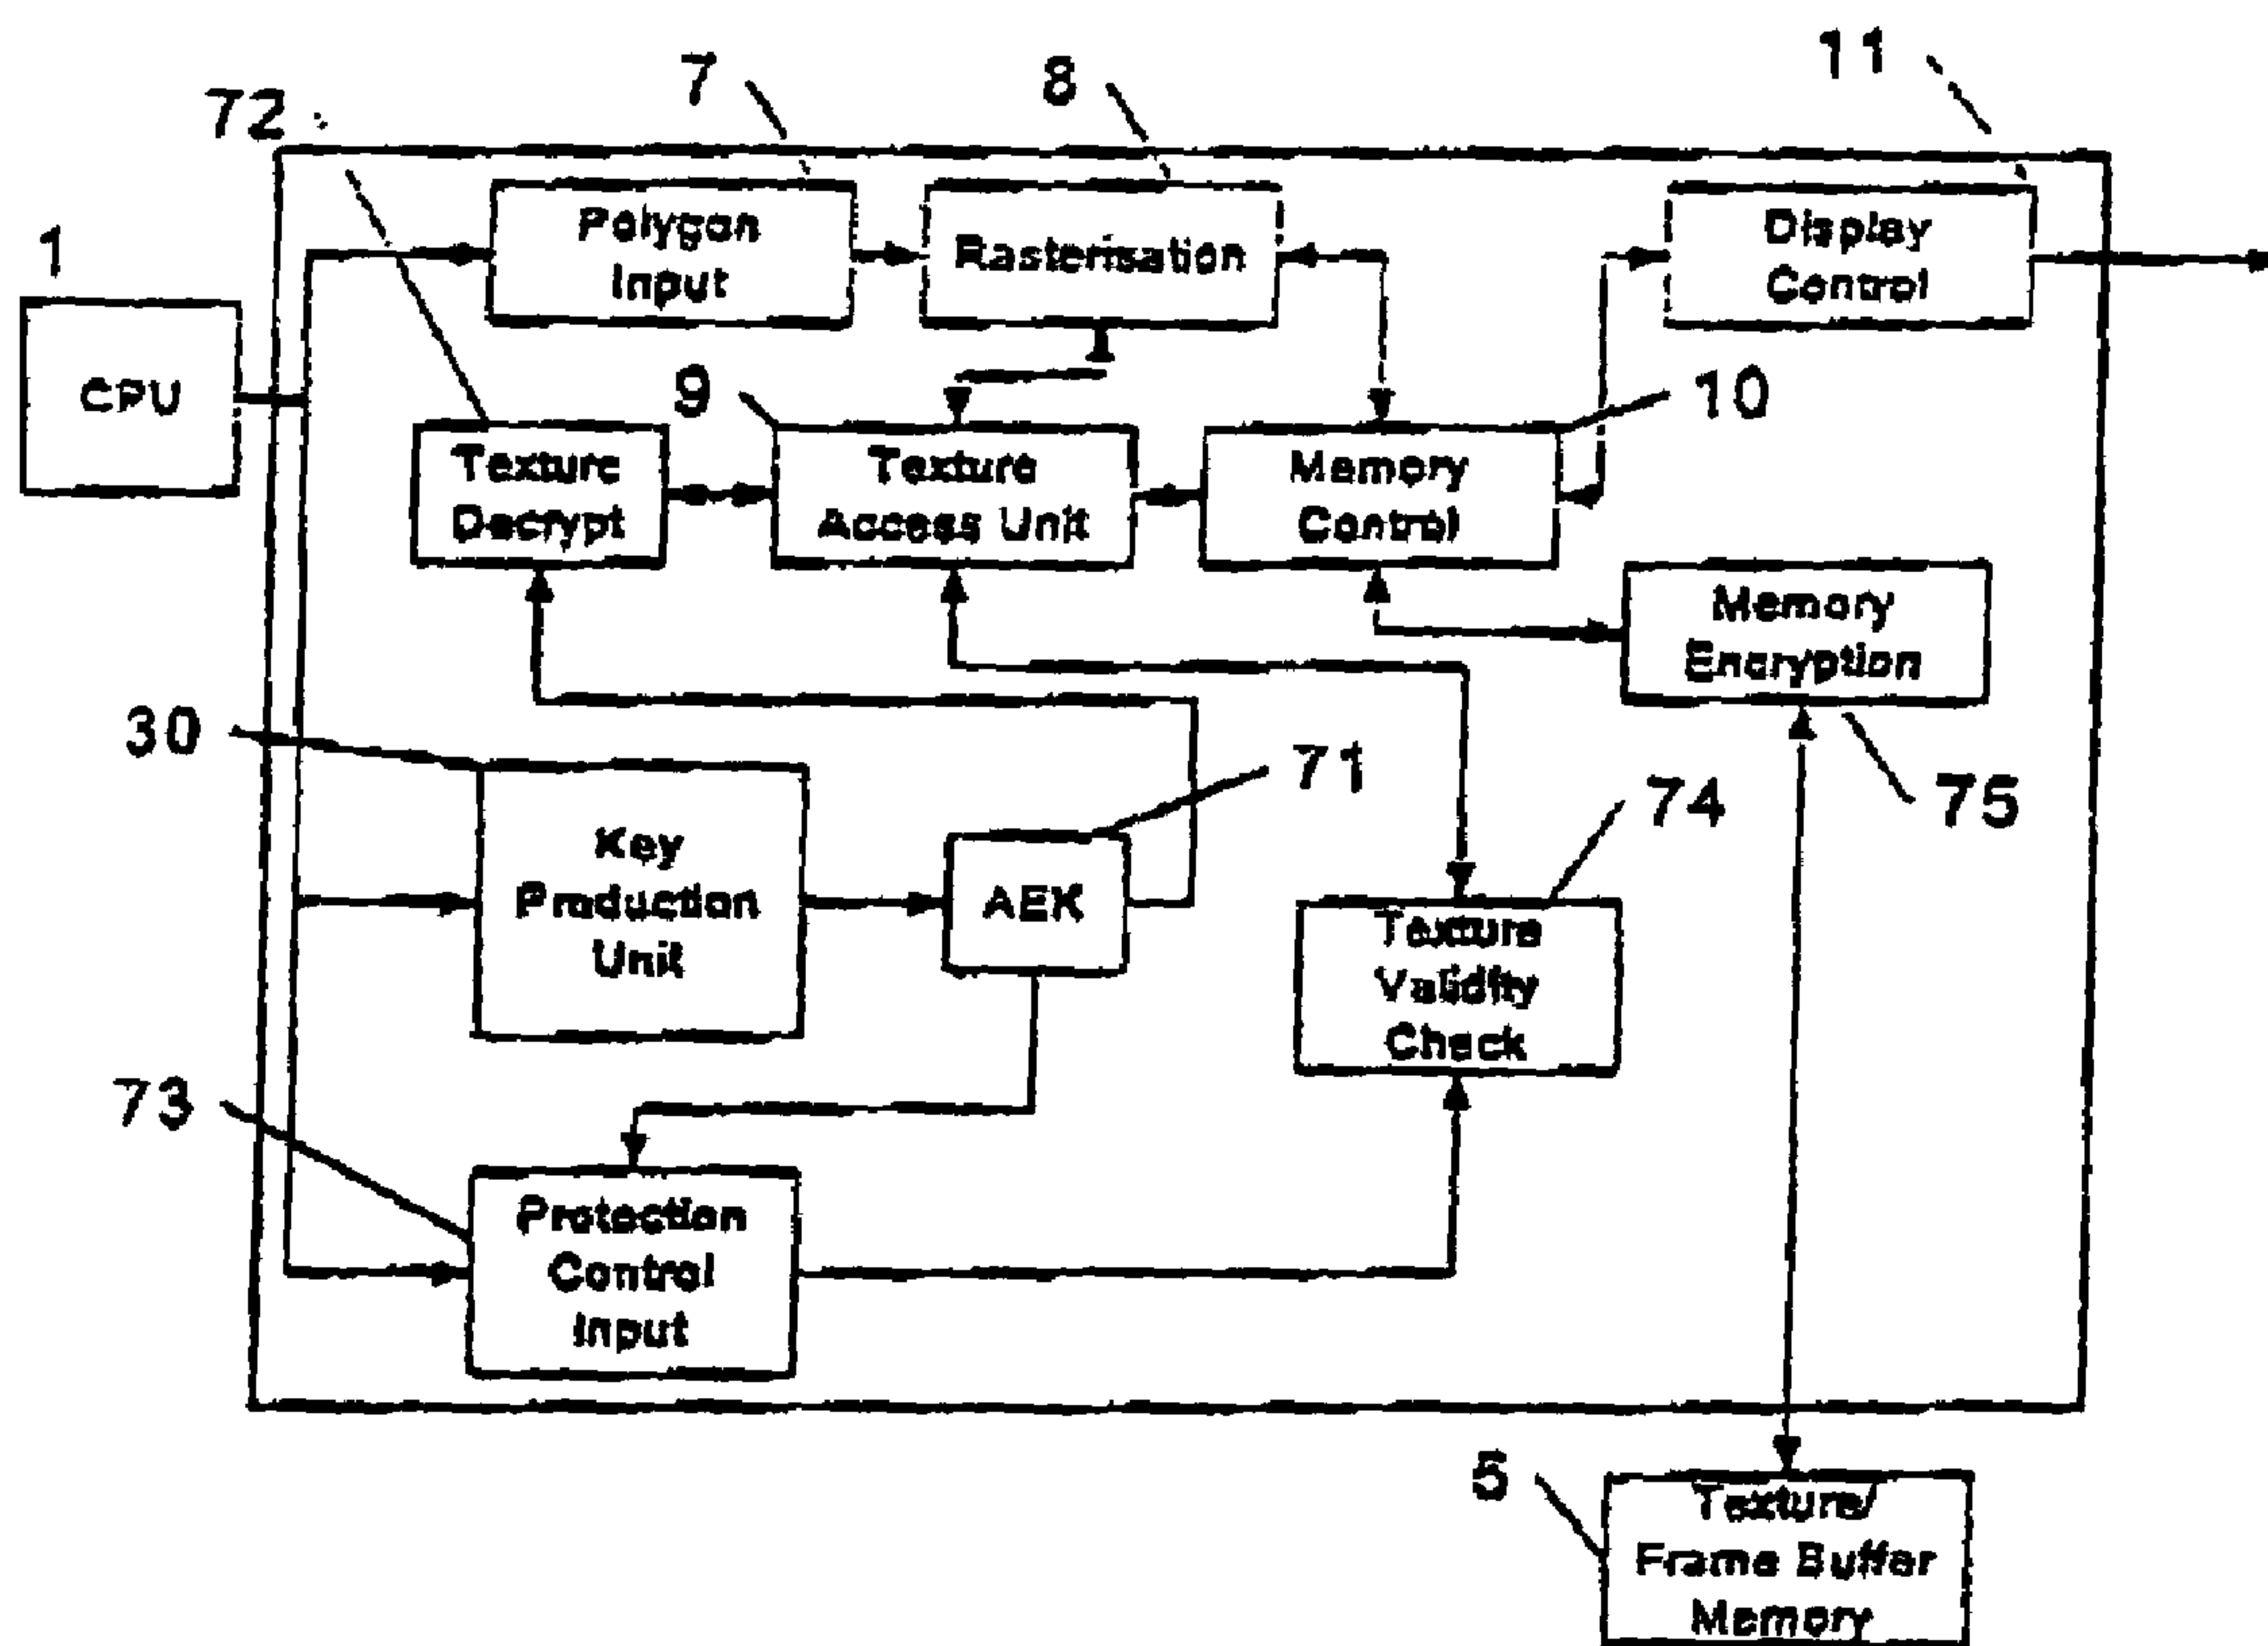 7
8
11
72
Polygon
Input
Rasterisation
Display
Control
1
CPU
9
10
Texture
Decrypt
Texture
Access Unit
Memory
Control
Memory
Encryption
30
71
74
75
Key
Production
Unit
AEK
Texture
Validity
Check
73
Protection
Control
Input
5
Texture/
Frame Buffer
Memory